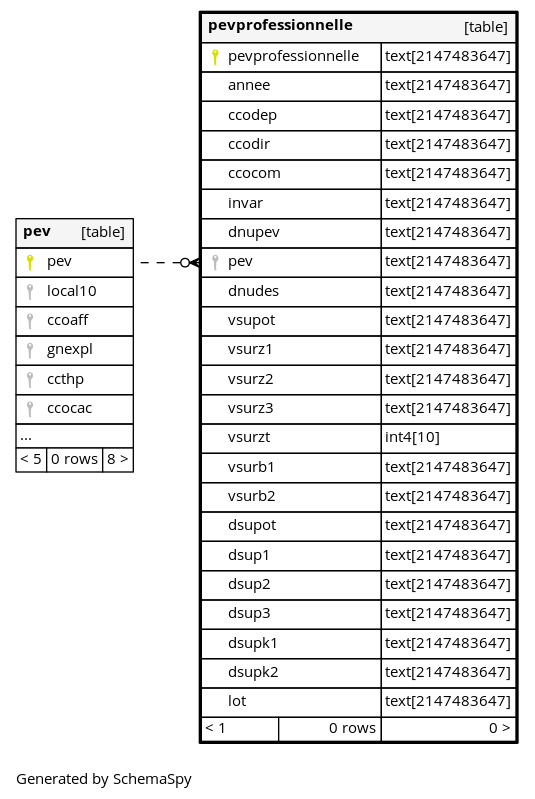 pevprofessionnelle [table]
pevprofessionnelle text[2147483647]
annee text[2147483647]
ccodep text[2147483647]
ccodir text[2147483647]
ccocom text[2147483647]
invar text[2147483647]
dnupev text[2147483647]
pev text[2147483647]
dnudes text[2147483647]
vsupot text[2147483647]
vsurz1 text[2147483647]
vsurz2 text[2147483647]
vsurz3 text[2147483647]
vsurzt int4[10]
vsurb1 text[2147483647]
vsurb2 text[2147483647]
dsupot text[2147483647]
dsup1 text[2147483647]
dsup2 text[2147483647]
dsup3 text[2147483647]
dsupk1 text[2147483647]
dsupk2 text[2147483647]
lot text[2147483647]
< 1 0 rows 0 >
pev [table]
pev
local10
ccoaff
gnexpl
ccthp
ccocac
...
< 5 0 rows 8 >
Generated by SchemaSpy